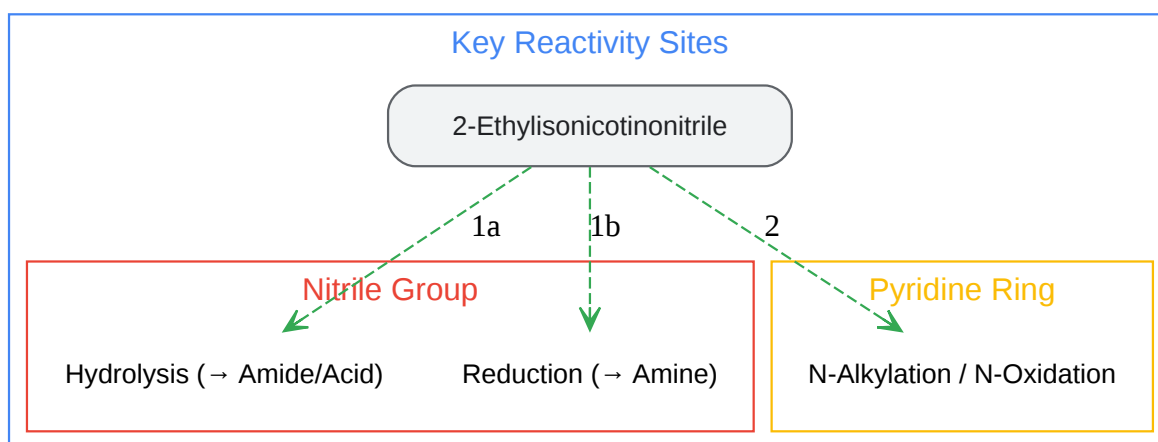 Key Reactivity Sites
2-Ethylisonicotinonitrile
1a
1b
2
Nitrile Group
Pyridine Ring
Hydrolysis (→ Amide/Acid)
Reduction (→ Amine)
N-Alkylation / N-Oxidation